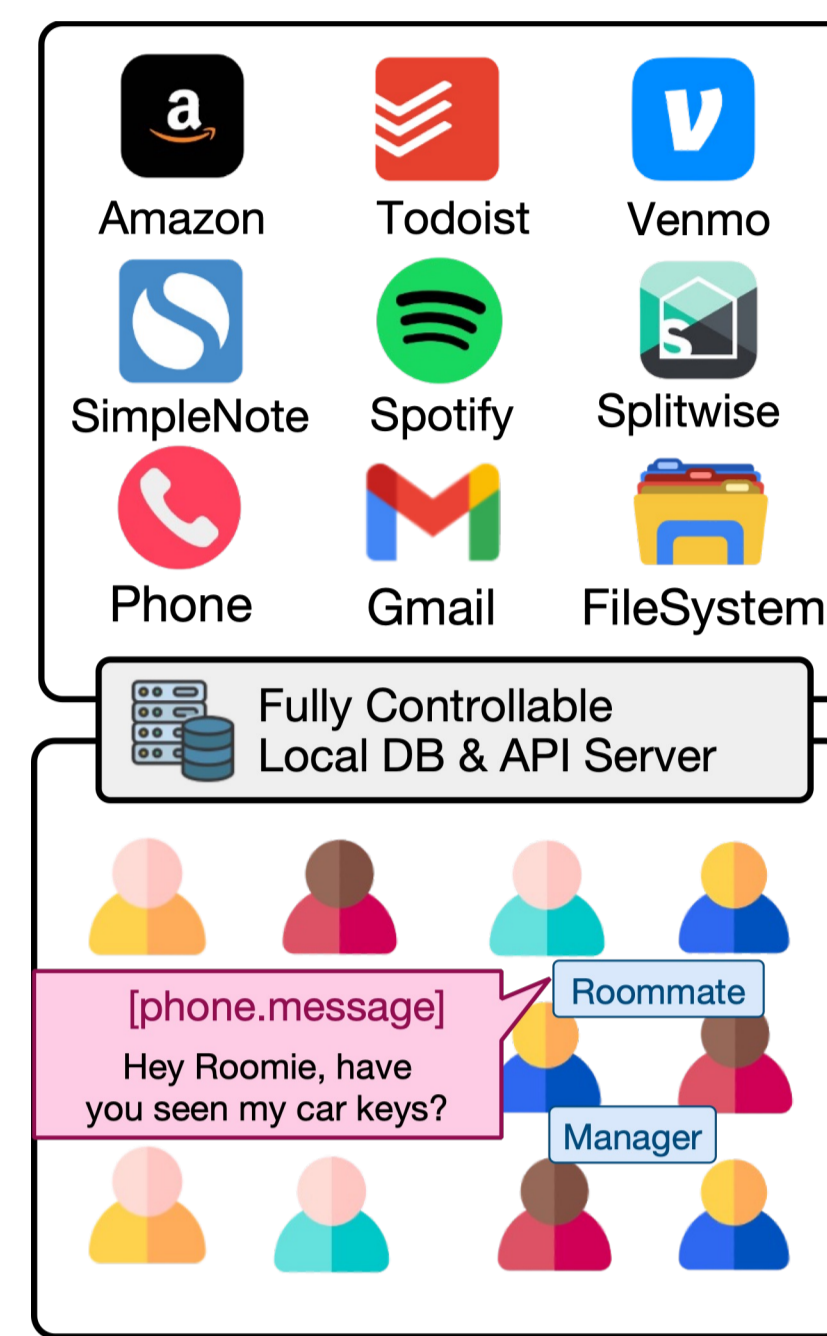 a
Amazon
Todoist
V
Venmo
SimpleNote
Spotify
S
Splitwise
Phone
Gmail
FileSystem
Fully Controllable
Local DB & API Server
[phone.message]
Hey Roomie, have
you seen my car keys?
Roommate
Manager